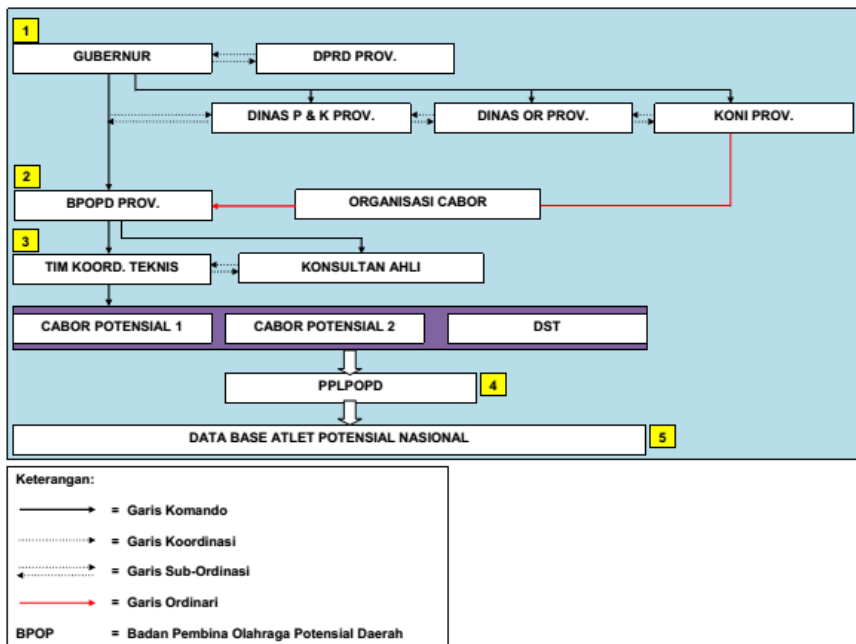 1
GUBERNUR
DPRD PROV.
DINAS P & K PROV.
DINAS OR PROV.
KONI PROV.
2
BPOPD PROV.
ORGANISASI CABOR
3
TIM KOORD. TEKNIS
KONSULTAN AHLI
CABOR POTENSIAL 1
CABOR POTENSIAL 2
DST
PPLPOPD
4
DATA BASE ATLET POTENSIAL NASIONAL
5
Keterangan:
= Garis Komando
= Garis Koordinasi
= Garis Sub-Ordinasi
= Garis Ordinari
BPOP = Badan Pembina Olahraga Potensial Daerah